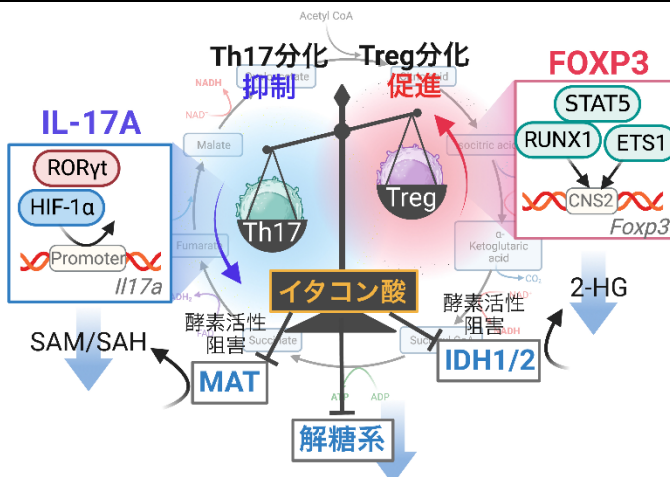 Acetyl CoA
Th17分化
抑制
Treg分化
促進
FOXP3
IL-17A
NADH
NAD⁺
Malate
Isocitric acid
STAT5
RUNX1
ETS1
CNS2
Foxp3
RORγt
HIF-1α
Promoter
Il17a
Th17
Treg
Fumarate
α-
Ketoglutaric
acid
CO₂
NAD⁺
NADH
イタコン酸
酵素活性
阻害
酵素活性
阻害
2-HG
SAM/SAH
Succinate
Succinyl CoA
MAT
IDH1/2
ATP
ADP
解糖系